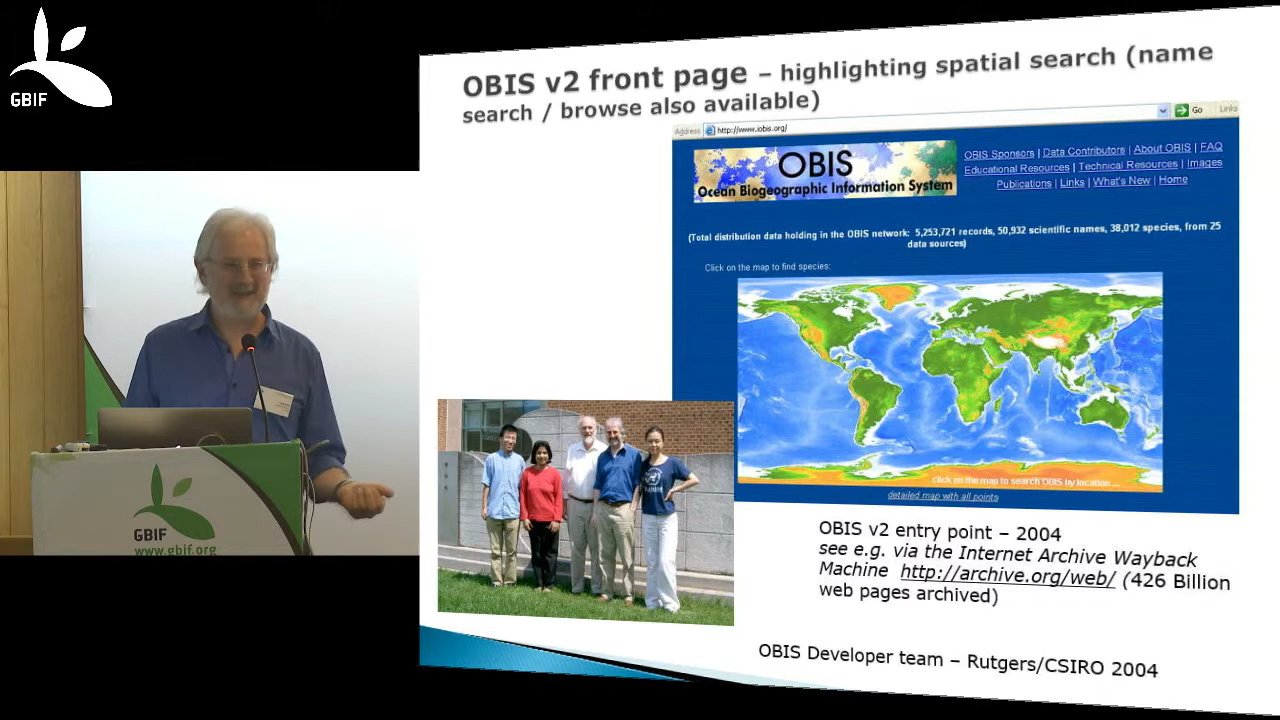 GBIF
OBIS v2 front page – highlighting spatial search (name
search / browse also available)
Address http://www.iobis.org/ Go Links
OBIS
Ocean Biogeographic Information System
OBIS Sponsors | Data Contributors | About OBIS | FAQ
Educational Resources | Technical Resources | Images
Publications | Links | What's New | Home
(Total distribution data holding in the OBIS network: 5,253,721 records, 50,932 scientific names, 38,012 species, from 25
data sources)
Click on the map to find species:
click on the map to search OBIS by location ...
detailed map with all points
OBIS v2 entry point – 2004
see e.g. via the Internet Archive Wayback
Machine http://archive.org/web/ (426 Billion
web pages archived)
OBIS Developer team – Rutgers/CSIRO 2004
GBIF
www.gbif.org